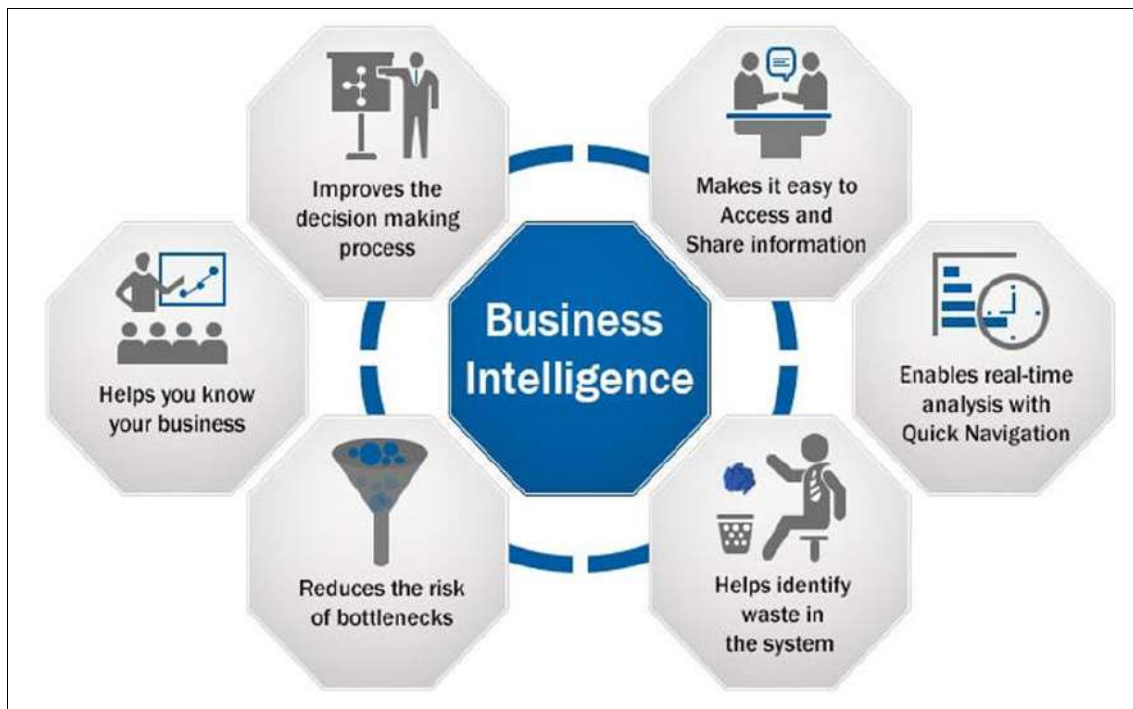 Improves the
decision making
process
Makes it easy to
Access and
Share information
Helps you know
your business
Business
Intelligence
Enables real-time
analysis with
Quick Navigation
Reduces the risk
of bottlenecks
Helps identify
waste in
the system